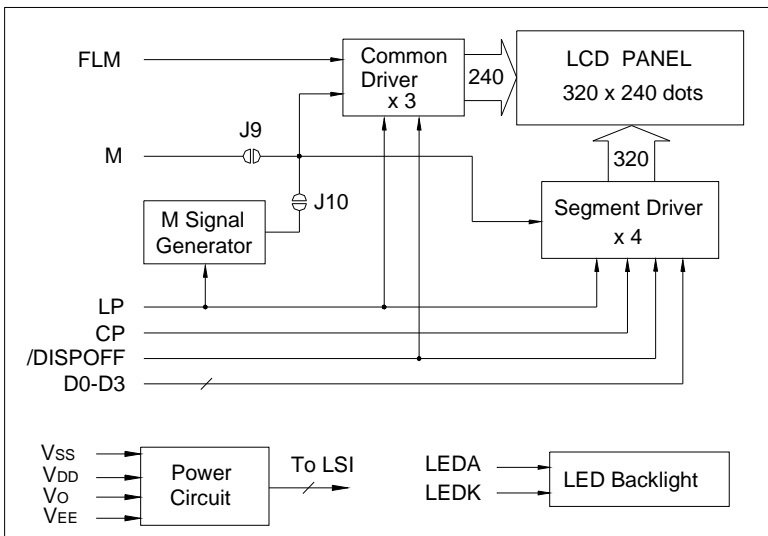 FLM
Common
Driver
x 3
240
LCD PANEL
320 x 240 dots
J9
M
320
J10
M Signal
Generator
Segment Driver
x 4
LP
CP
/DISPOFF
D0-D3
VSS
VDD
VO
VEE
Power
Circuit
To LSI
LEDA
LEDK
LED Backlight